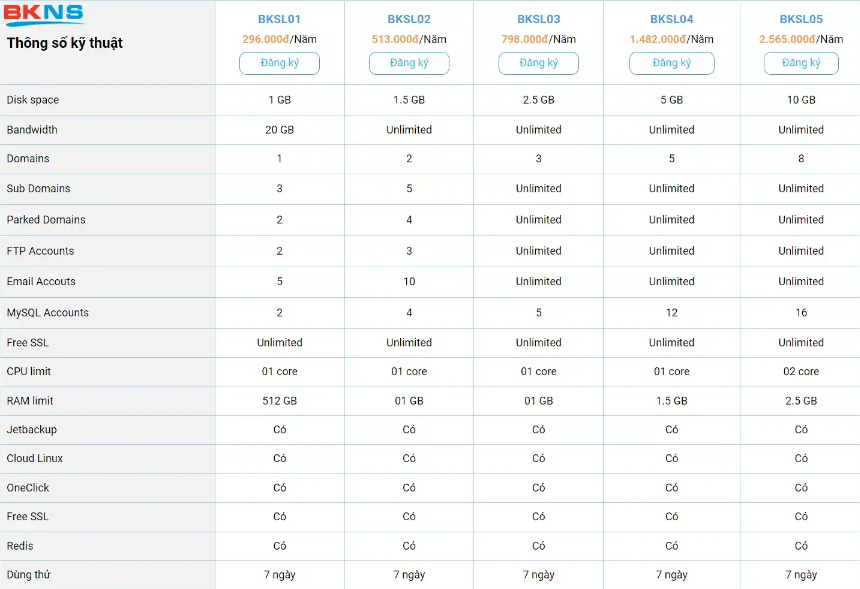 BKNS
Thông số kỹ thuật
BKSL01 BKSL02 BKSL03 BKSL04 BKSL05
296.000đ/Năm 513.000đ/Năm 798.000đ/Năm 1.482.000đ/Năm 2.565.000đ/Năm
Đăng ký Đăng ký Đăng ký Đăng ký Đăng ký
Disk space 1 GB 1.5 GB 2.5 GB 5 GB 10 GB
Bandwidth 20 GB Unlimited Unlimited Unlimited Unlimited
Domains 1 2 3 5 8
Sub Domains 3 5 Unlimited Unlimited Unlimited
Parked Domains 2 4 Unlimited Unlimited Unlimited
FTP Accounts 2 3 Unlimited Unlimited Unlimited
Email Accouts 5 10 Unlimited Unlimited Unlimited
MySQL Accounts 2 4 5 12 16
Free SSL Unlimited Unlimited Unlimited Unlimited Unlimited
CPU limit 01 core 01 core 01 core 01 core 02 core
RAM limit 512 GB 01 GB 01 GB 1.5 GB 2.5 GB
Jetbackup Có Có Có Có Có
Cloud Linux Có Có Có Có Có
OneClick Có Có Có Có Có
Free SSL Có Có Có Có Có
Redis Có Có Có Có Có
Dùng thử 7 ngày 7 ngày 7 ngày 7 ngày 7 ngày